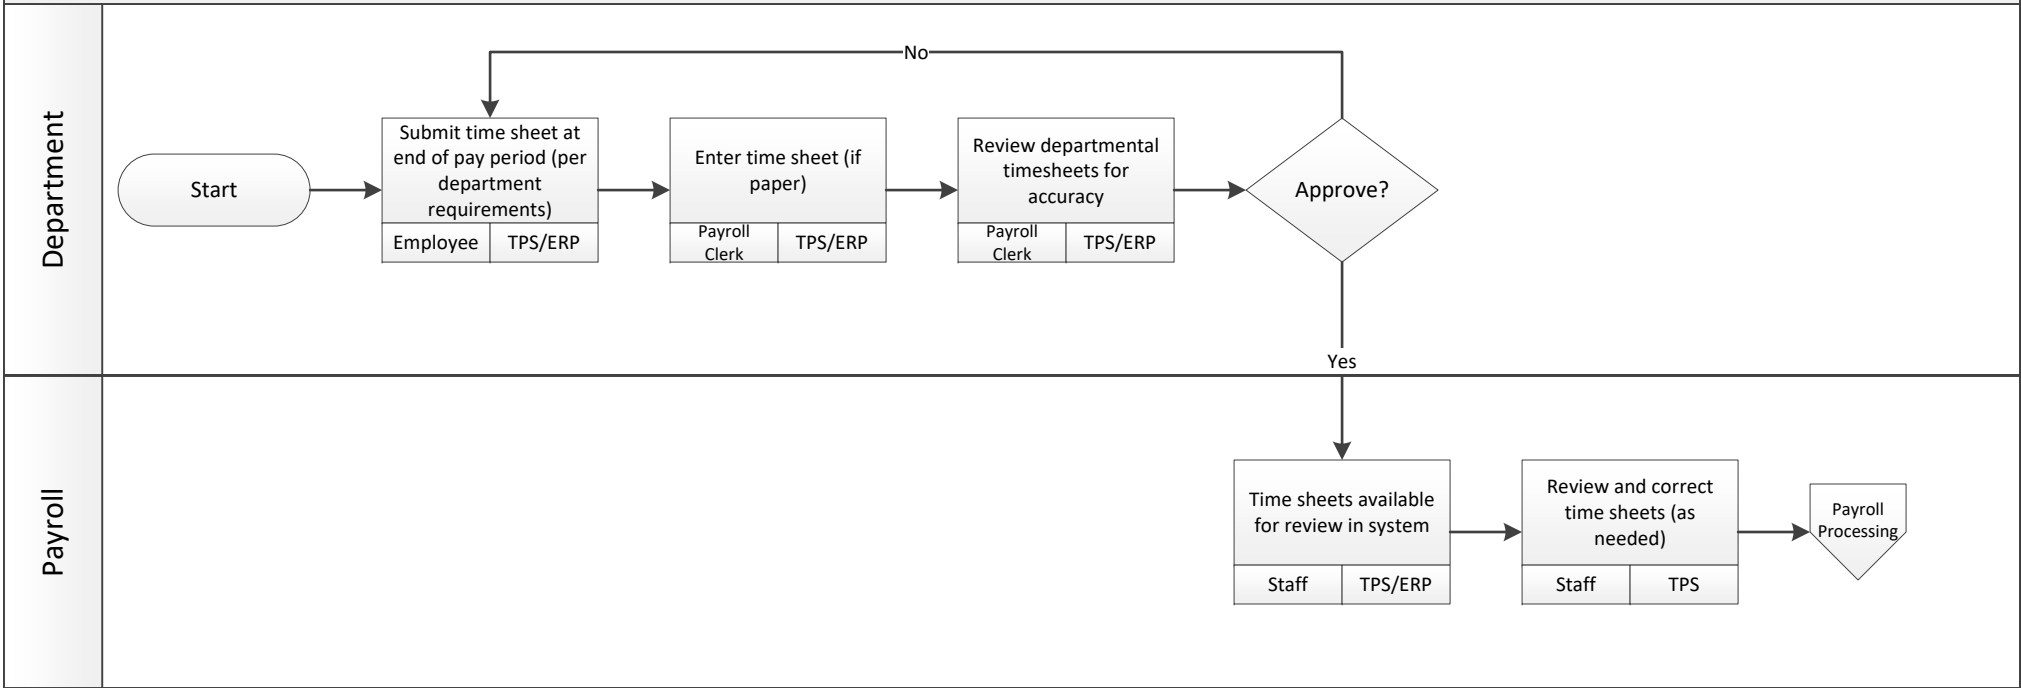 Department
No
Start
Submit time sheet at
end of pay period (per
department
requirements)
Employee
TPS/ERP
Enter time sheet (if
paper)
Payroll
Clerk
TPS/ERP
Review departmental
timesheets for
accuracy
Payroll
Clerk
TPS/ERP
Approve?
Yes
Payroll
Time sheets available
for review in system
Staff
TPS/ERP
Review and correct
time sheets (as
needed)
Staff
TPS
Payroll
Processing